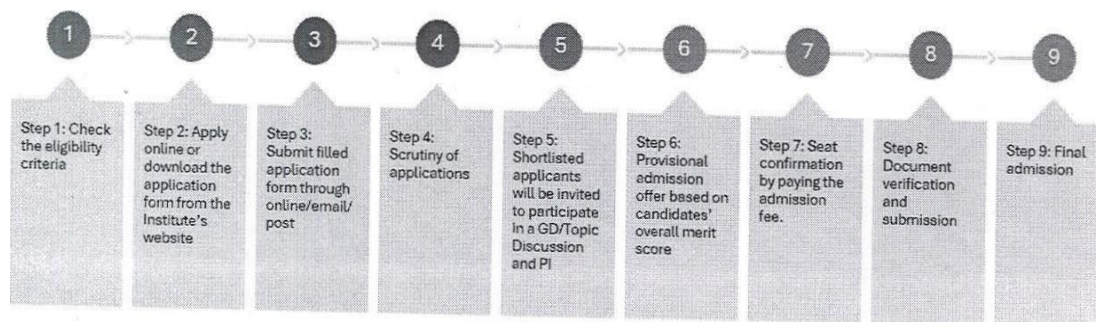 1
2
3
4
5
6
7
8
9
Step 1: Check
the eligibility
criteria
Step 2: Apply
online or
download the
application
form from the
Institute's
website
Step 3:
Submit filled
application
form through
online/email/
post
Step 4:
Scrutiny of
applications
Step 5:
Shortlisted
applicants
will be invited
to participate
in a GD/Topic
Discussion
and PI
Step 6:
Provisional
admission
offer based on
candidates'
overall merit
score
Step 7: Seat
confirmation
by paying the
admission
fee.
Step 8:
Document
verification
and
submission
Step 9: Final
admission